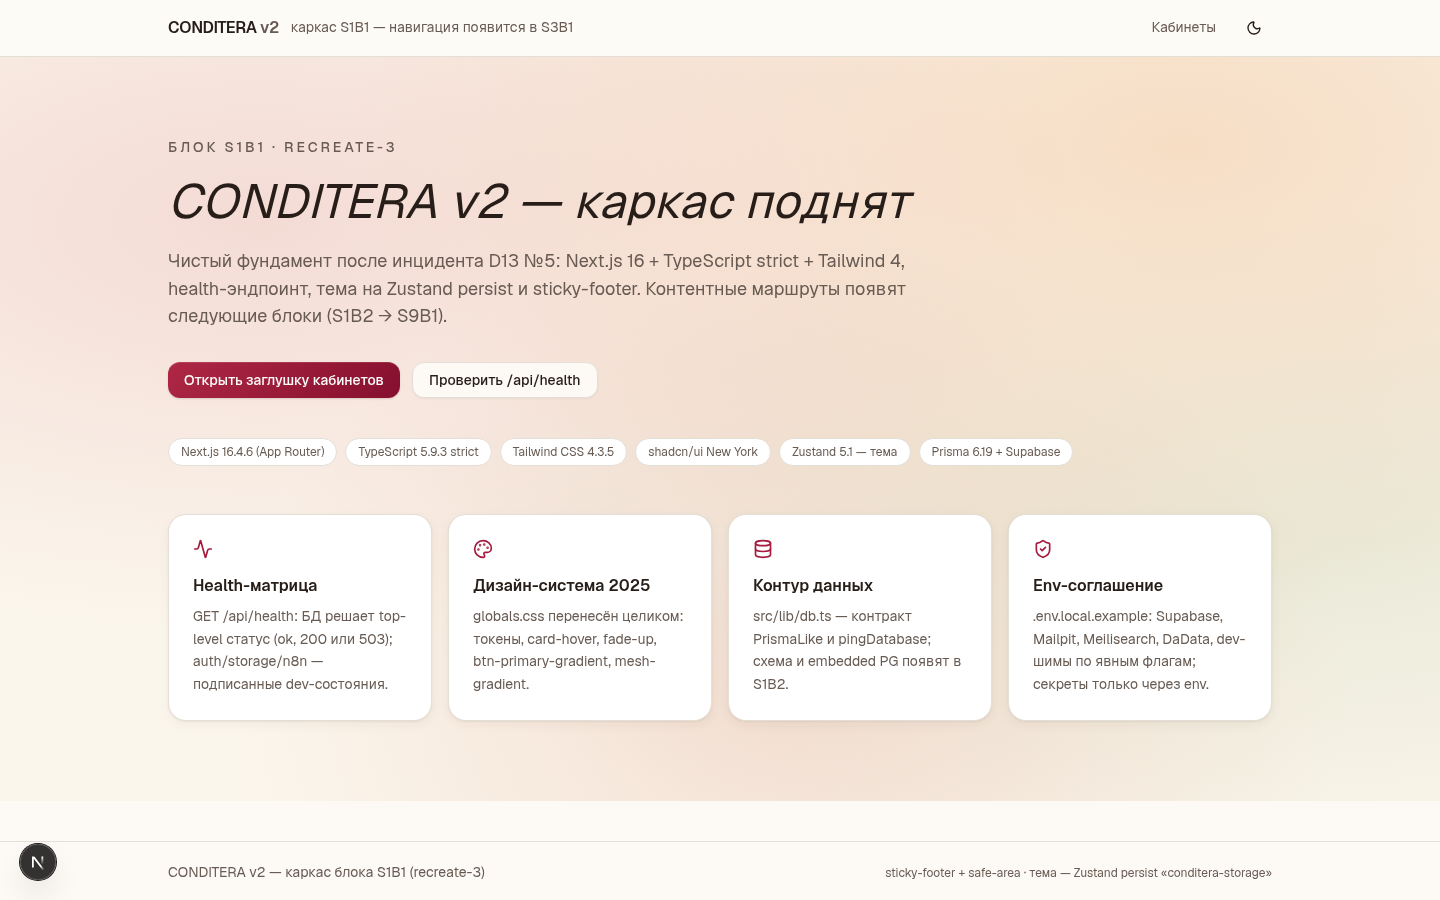 CONDITERA v2 каркас S1B1 — навигация появится в S3B1
Кабинеты
БЛОК S1B1 · RECREATE-3
CONDITERA v2 — каркас поднят
Чистый фундамент после инцидента D13 №5: Next.js 16 + TypeScript strict + Tailwind 4,
health-эндпоинт, тема на Zustand persist и sticky-footer. Контентные маршруты появят
следующие блоки (S1B2 → S9B1).
Открыть заглушку кабинетов
Проверить /api/health
Next.js 16.4.6 (App Router)
TypeScript 5.9.3 strict
Tailwind CSS 4.3.5
shadcn/ui New York
Zustand 5.1 — тема
Prisma 6.19 + Supabase
Health-матрица
GET /api/health: БД решает top-
level статус (ok, 200 или 503);
auth/storage/n8n —
подписанные dev-состояния.
Дизайн-система 2025
globals.css перенесён целиком:
токены, card-hover, fade-up,
btn-primary-gradient, mesh-
gradient.
Контур данных
src/lib/db.ts — контракт
PrismaLike и pingDatabase;
схема и embedded PG появят в
S1B2.
Env-соглашение
.env.local.example: Supabase,
Mailpit, Meilisearch, DaData, dev-
шимы по явным флагам;
секреты только через env.
N
CONDITERA v2 — каркас блока S1B1 (recreate-3)
sticky-footer + safe-area · тема — Zustand persist «conditera-storage»